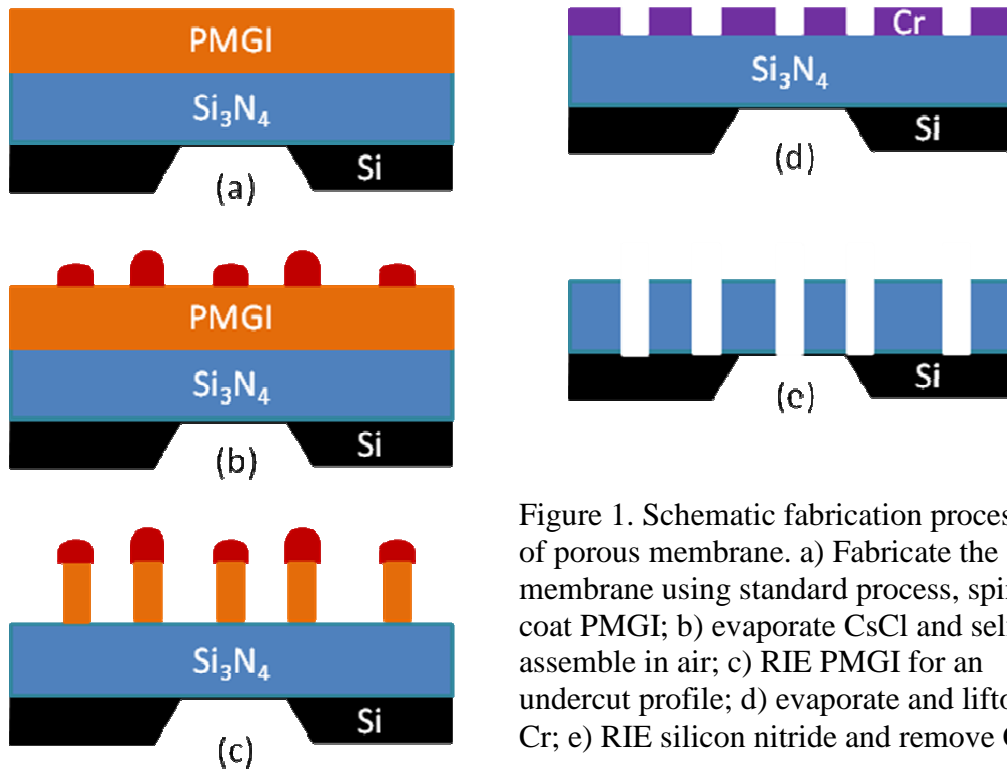 PMGI
Si₃N₄
Si
(a)
PMGI
Si₃N₄
Si
(b)
Si₃N₄
Si
(c)
Cr
Si₃N₄
Si
(d)
Si
(e)
Figure 1. Schematic fabrication proces
of porous membrane. a) Fabricate the
membrane using standard process, spi
coat PMGI; b) evaporate CsCl and sel
assemble in air; c) RIE PMGI for an
undercut profile; d) evaporate and lifto
Cr; e) RIE silicon nitride and remove